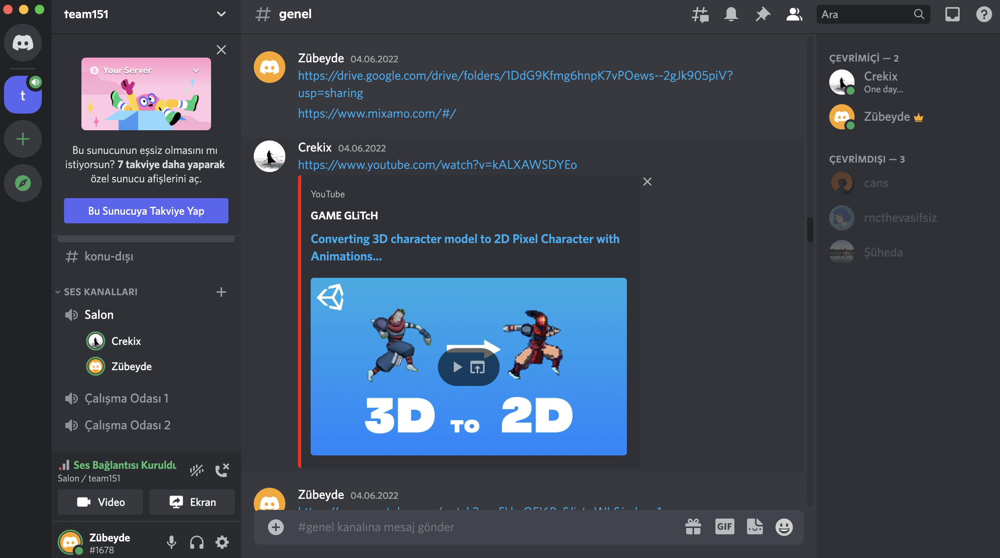 team151
Your Server
Bu sunucunun eşsiz olmasını mı
istiyorsun? 7 takviye daha yaparak
özel sunucu afişlerini aç.
Bu Sunucuya Takviye Yap
t
konu-dışı
SES KANALLARI
Salon
Crekix
Zübeyde
Çalışma Odası 1
Çalışma Odası 2
Ses Bağlantısı Kuruldu
Salon / team151
Video
Ekran
Zübeyde
#1678
# genel
Ara
Zübeyde 04.06.2022
https://drive.google.com/drive/folders/1DdG9Kfmg6hnpK7vPOews--2gJk905piV?
usp=sharing
https://www.mixamo.com/#/
Crekix 04.06.2022
https://www.youtube.com/watch?v=kALXAWSDYEo
YouTube
GAME GLiTcH
Converting 3D character model to 2D Pixel Character with
Animations...
3D TO 2D
Zübeyde 04.06.2022
#genel kanalına mesaj gönder
GIF
ÇEVRİMİÇİ — 2
Crekix
One day...
Zübeyde
ÇEVRİMDIŞI — 3
cans
rncthevasifsiz
Şüheda